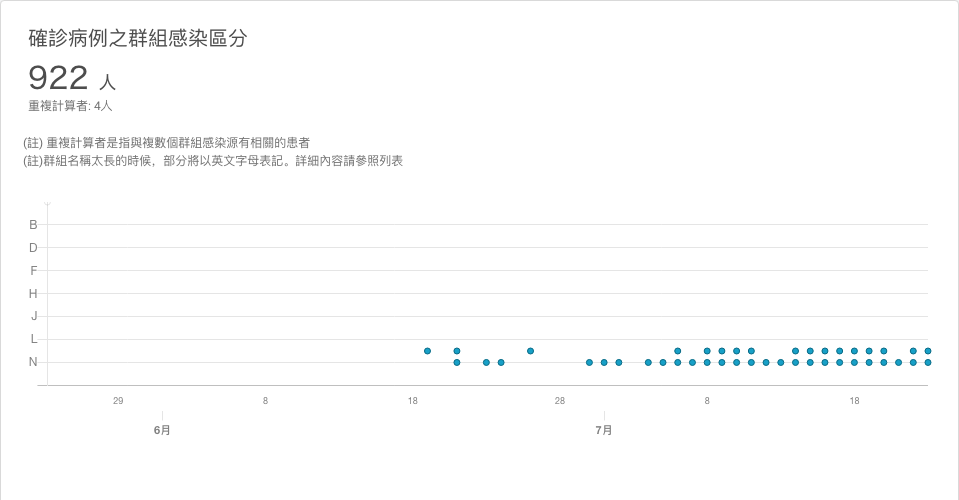 確診病例之群組感染區分
922 人
重複計算者: 4人
(註) 重複計算者是指與複數個群組感染源有相關的患者
(註)群組名稱太長的時候，部分將以英文字母表記。詳細內容請參照列表
B
D
F
H
J
L
N
29 8 18 28 8 18
6月 7月